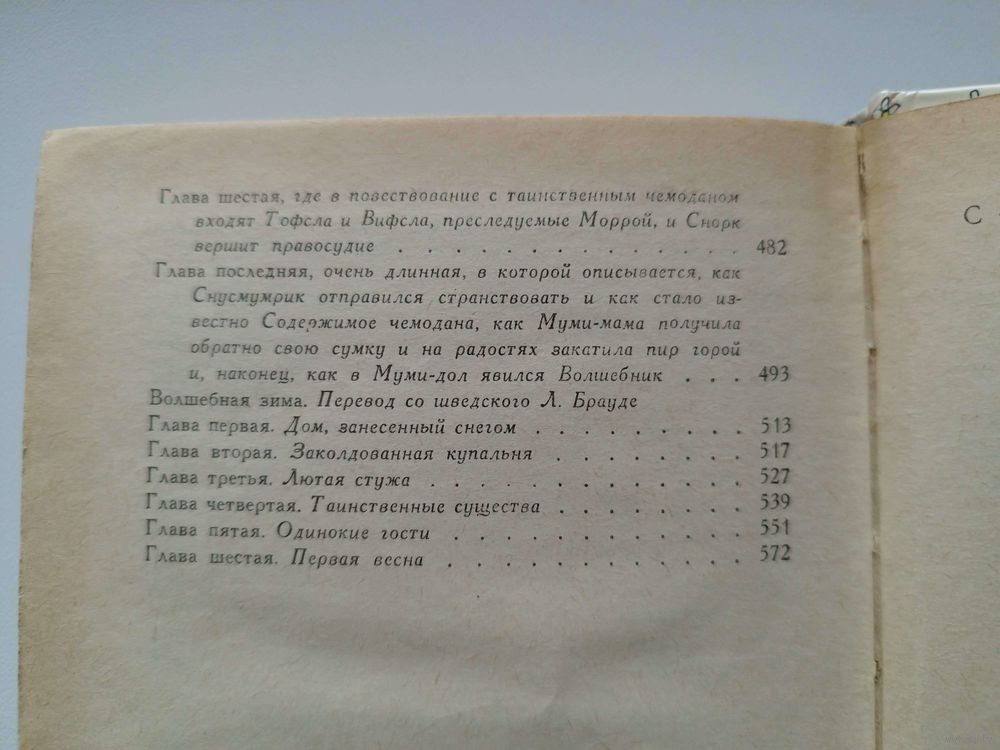 Глава шестая, где в повествование с таинственным чемоданом
входят Тофсла и Вифсла, преследуемые Моррой, и Снорк
вершит правосудие . . . . . . . . . . . . . 482
Глава последняя, очень длинная, в которой описывается, как
Снусмумрик отправился странствовать и как стало из-
вестно Содержимое чемодана, как Муми-мама получила
обратно свою сумку и на радостях закатила пир горой
и, наконец, как в Муми-дол явился Волшебник . . . 493
Волшебная зима. Перевод со шведского Л. Брауде
Глава первая. Дом, занесенный снегом . . . . . . . . . 513
Глава вторая. Заколдованная купальня . . . . . . . . 517
Глава третья. Лютая стужа . . . . . . . . . . . . 527
Глава четвертая. Таинственные существа . . . . . . . . 539
Глава пятая. Одинокие гости . . . . . . . . . . . 551
Глава шестая. Первая весна . . . . . . . . . . . 572
С